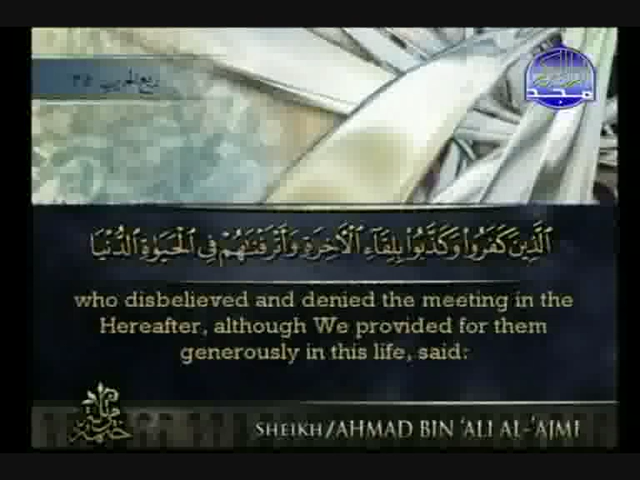 ربع الحزب ٣٥
مجد
ٱلَّذِينَ كَفَرُوا۟ وَكَذَّبُوا۟ بِلِقَآءِ ٱلْأَخِرَةِ وَأَتْرَفْنَٰهُمْ فِى ٱلْحَيَوٰةِ ٱلدُّنْيَا
who disbelieved and denied the meeting in the
Hereafter, although We provided for them
generously in this life, said:
SHEIKH/AHMAD BIN 'ALI AL-'AJMI